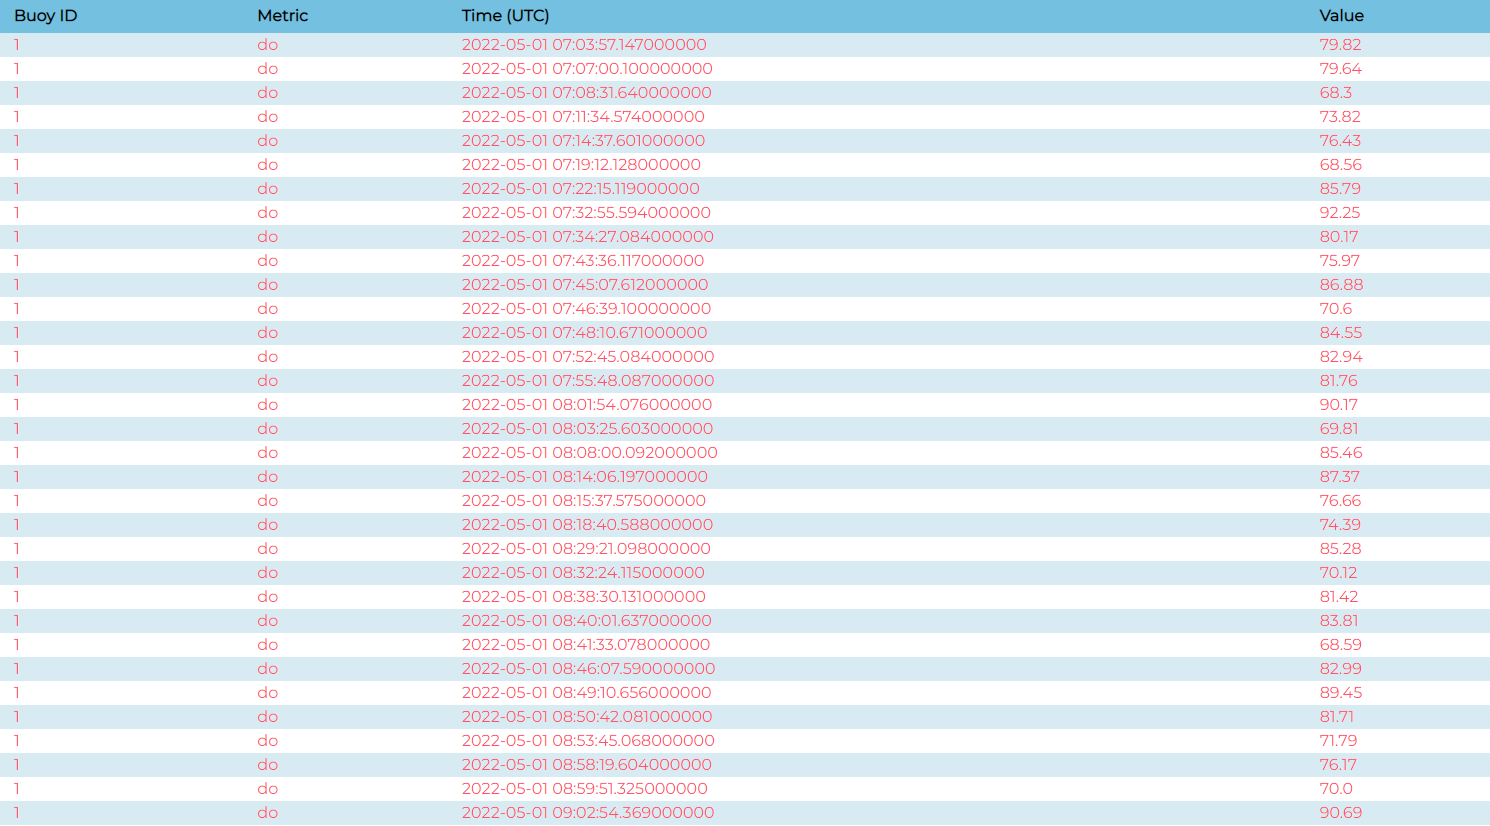 Buoy ID Metric Time (UTC) Value
1 do 2022-05-01 07:03:57.147000000 79.82
1 do 2022-05-01 07:07:00.100000000 79.64
1 do 2022-05-01 07:08:31.640000000 68.3
1 do 2022-05-01 07:11:34.574000000 73.82
1 do 2022-05-01 07:14:37.601000000 76.43
1 do 2022-05-01 07:19:12.128000000 68.56
1 do 2022-05-01 07:22:15.119000000 85.79
1 do 2022-05-01 07:32:55.594000000 92.25
1 do 2022-05-01 07:34:27.084000000 80.17
1 do 2022-05-01 07:43:36.117000000 75.97
1 do 2022-05-01 07:45:07.612000000 86.88
1 do 2022-05-01 07:46:39.100000000 70.6
1 do 2022-05-01 07:48:10.671000000 84.55
1 do 2022-05-01 07:52:45.084000000 82.94
1 do 2022-05-01 07:55:48.087000000 81.76
1 do 2022-05-01 08:01:54.076000000 90.17
1 do 2022-05-01 08:03:25.603000000 69.81
1 do 2022-05-01 08:08:00.092000000 85.46
1 do 2022-05-01 08:14:06.197000000 87.37
1 do 2022-05-01 08:15:37.575000000 76.66
1 do 2022-05-01 08:18:40.588000000 74.39
1 do 2022-05-01 08:29:21.098000000 85.28
1 do 2022-05-01 08:32:24.115000000 70.12
1 do 2022-05-01 08:38:30.131000000 81.42
1 do 2022-05-01 08:40:01.637000000 83.81
1 do 2022-05-01 08:41:33.078000000 68.59
1 do 2022-05-01 08:46:07.590000000 82.99
1 do 2022-05-01 08:49:10.656000000 89.45
1 do 2022-05-01 08:50:42.081000000 81.71
1 do 2022-05-01 08:53:45.068000000 71.79
1 do 2022-05-01 08:58:19.604000000 76.17
1 do 2022-05-01 08:59:51.325000000 70.0
1 do 2022-05-01 09:02:54.369000000 90.69